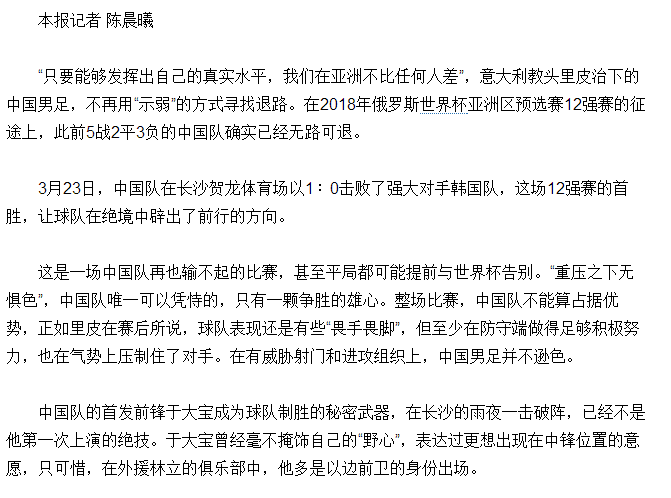 本报记者 陈晨曦
“只要能够发挥出自己的真实水平，我们在亚洲不比任何人差”，意大利教头里皮治下的
中国男足，不再用“示弱”的方式寻找退路。在2018年俄罗斯世界杯亚洲区预选赛12强赛的征
途上，此前5战2平3负的中国队确实已经无路可退。
3月23日，中国队在长沙贺龙体育场以1：0击败了强大对手韩国队，这场12强赛的首
胜，让球队在绝境中辟出了前行的方向。
这是一场中国队再也输不起的比赛，甚至平局都可能提前与世界杯告别。“重压之下无
惧色”，中国队唯一可以凭恃的，只有一颗争胜的雄心。整场比赛，中国队不能算占据优
势，正如里皮在赛后所说，球队表现还是有些“畏手畏脚”，但至少在防守端做得足够积极努
力，也在气势上压制住了对手。在有威胁射门和进攻组织上，中国男足并不逊色。
中国队的首发前锋于大宝成为球队制胜的秘密武器，在长沙的雨夜一击破阵，已经不是
他第一次上演的绝技。于大宝曾经毫不掩饰自己的“野心”，表达过更想出现在中锋位置的意
愿，只可惜，在外援林立的俱乐部中，他多是以边前卫的身份出场。